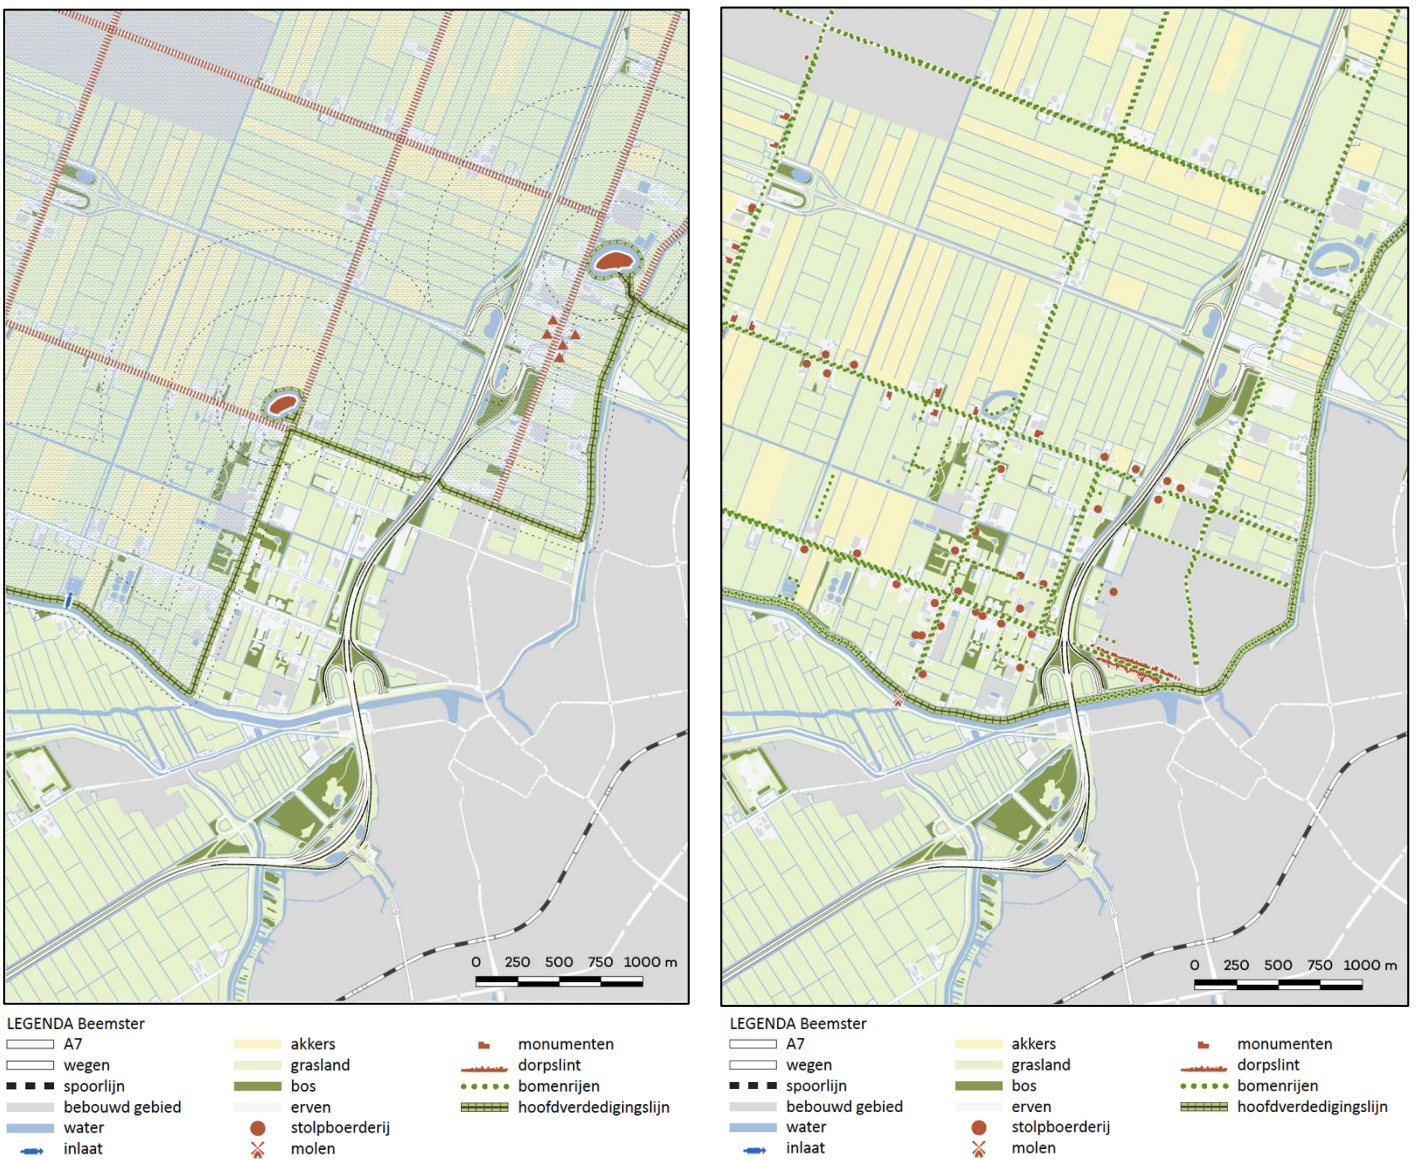 0 250 500 750 1000 m
0 250 500 750 1000 m
LEGENDA Beemster
A7
wegen
spoorlijn
bebouwd gebied
water
inlaat
akkers
grasland
bos
erven
stolpboerderij
molen
monumenten
dorpslint
bomenrijen
hoofdverdedigingslijn
LEGENDA Beemster
A7
wegen
spoorlijn
bebouwd gebied
water
inlaat
akkers
grasland
bos
erven
stolpboerderij
molen
monumenten
dorpslint
bomenrijen
hoofdverdedigingslijn